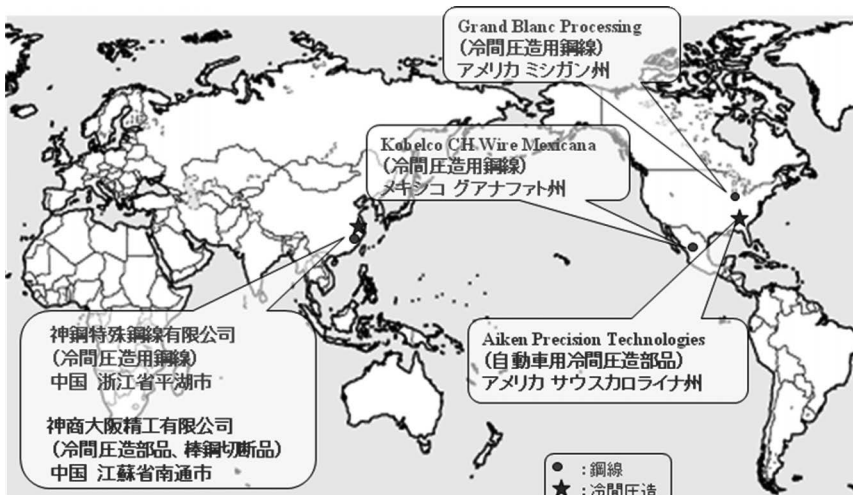 Grand Blanc Processing
(冷間圧造用鋼線)
アメリカ ミシガン州
Kobelco CH Wire Mexicana
(冷間圧造用鋼線)
メキシコ グアナファト州
神鋼特殊鋼線有限公司
(冷間圧造用鋼線)
中国 浙江省平湖市
神商大阪精工有限公司
(冷間圧造部品、棒鋼切断品)
中国 江蘇省南通市
Aiken Precision Technologies
(自動車用冷間圧造部品)
アメリカ サウスカロライナ州
● :鋼線
★ :冷間圧造